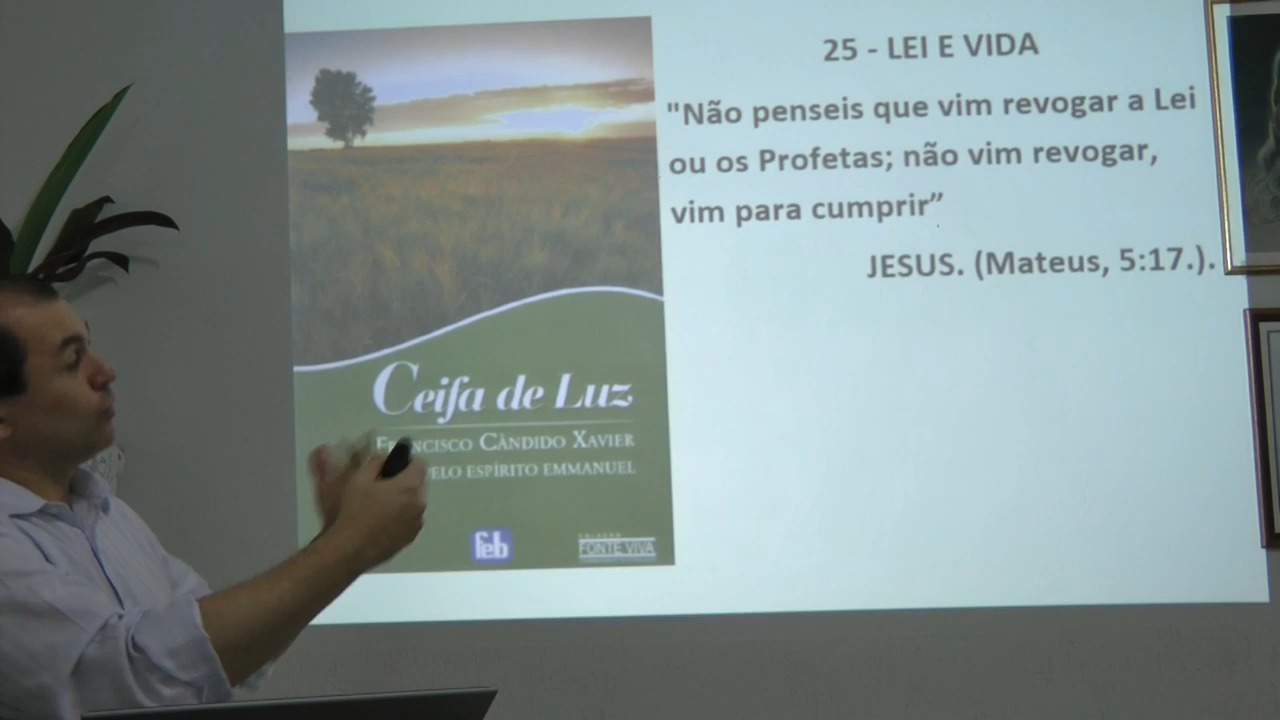 25 - LEI E VIDA
"Não penseis que vim revogar a Lei
ou os Profetas; não vim revogar,
vim para cumprir”
JESUS. (Mateus, 5:17.).
Ceifa de Luz
CÂNDIDO XAVIER
ESPÍRITO EMMANUEL
feb
FONTE VIVA